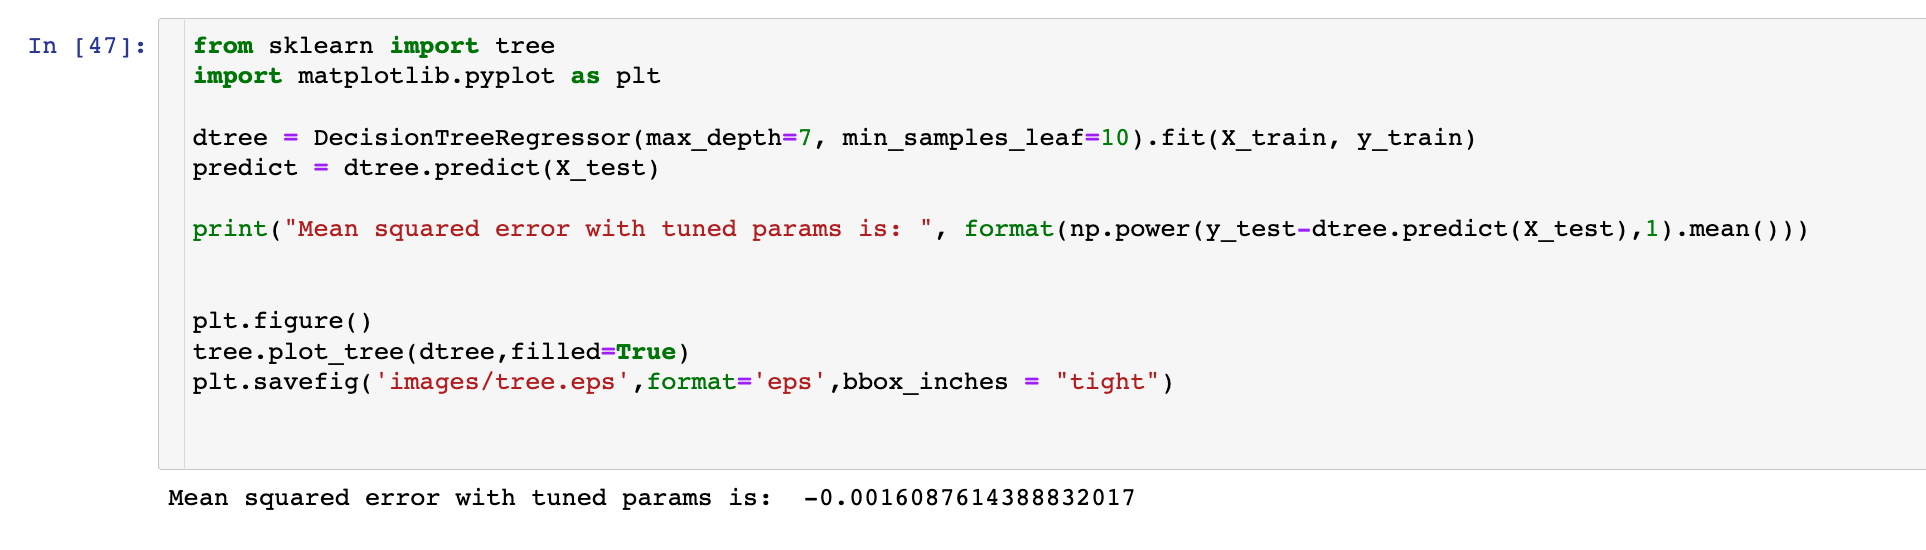 In [47]:
from sklearn import tree
import matplotlib.pyplot as plt
dtree = DecisionTreeRegressor(max_depth=7, min_samples_leaf=10).fit(X_train, y_train)
predict = dtree.predict(X_test)
print("Mean squared error with tuned params is: ", format(np.power(y_test-dtree.predict(X_test),1).mean()))
plt.figure()
tree.plot_tree(dtree,filled=True)
plt.savefig('images/tree.eps',format='eps',bbox_inches = "tight")
Mean squared error with tuned params is:  -0.0016087614388832017